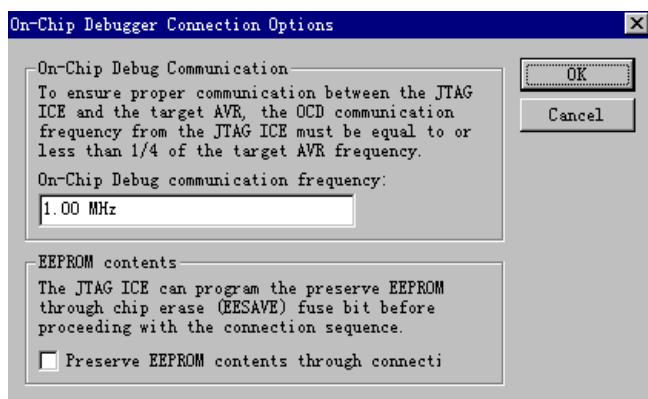 On-Chip Debugger Connection Options
On-Chip Debug Communication
To ensure proper communication between the JTAG
ICE and the target AVR, the OCD communication
frequency from the JTAG ICE must be equal to or
less than 1/4 of the target AVR frequency.
On-Chip Debug communication frequency:
1.00 MHz
OK
Cancel
EEPROM contents
The JTAG ICE can program the preserve EEPROM
through chip erase (EESAVE) fuse bit before
proceeding with the connection sequence.
Preserve EEPROM contents through connecti